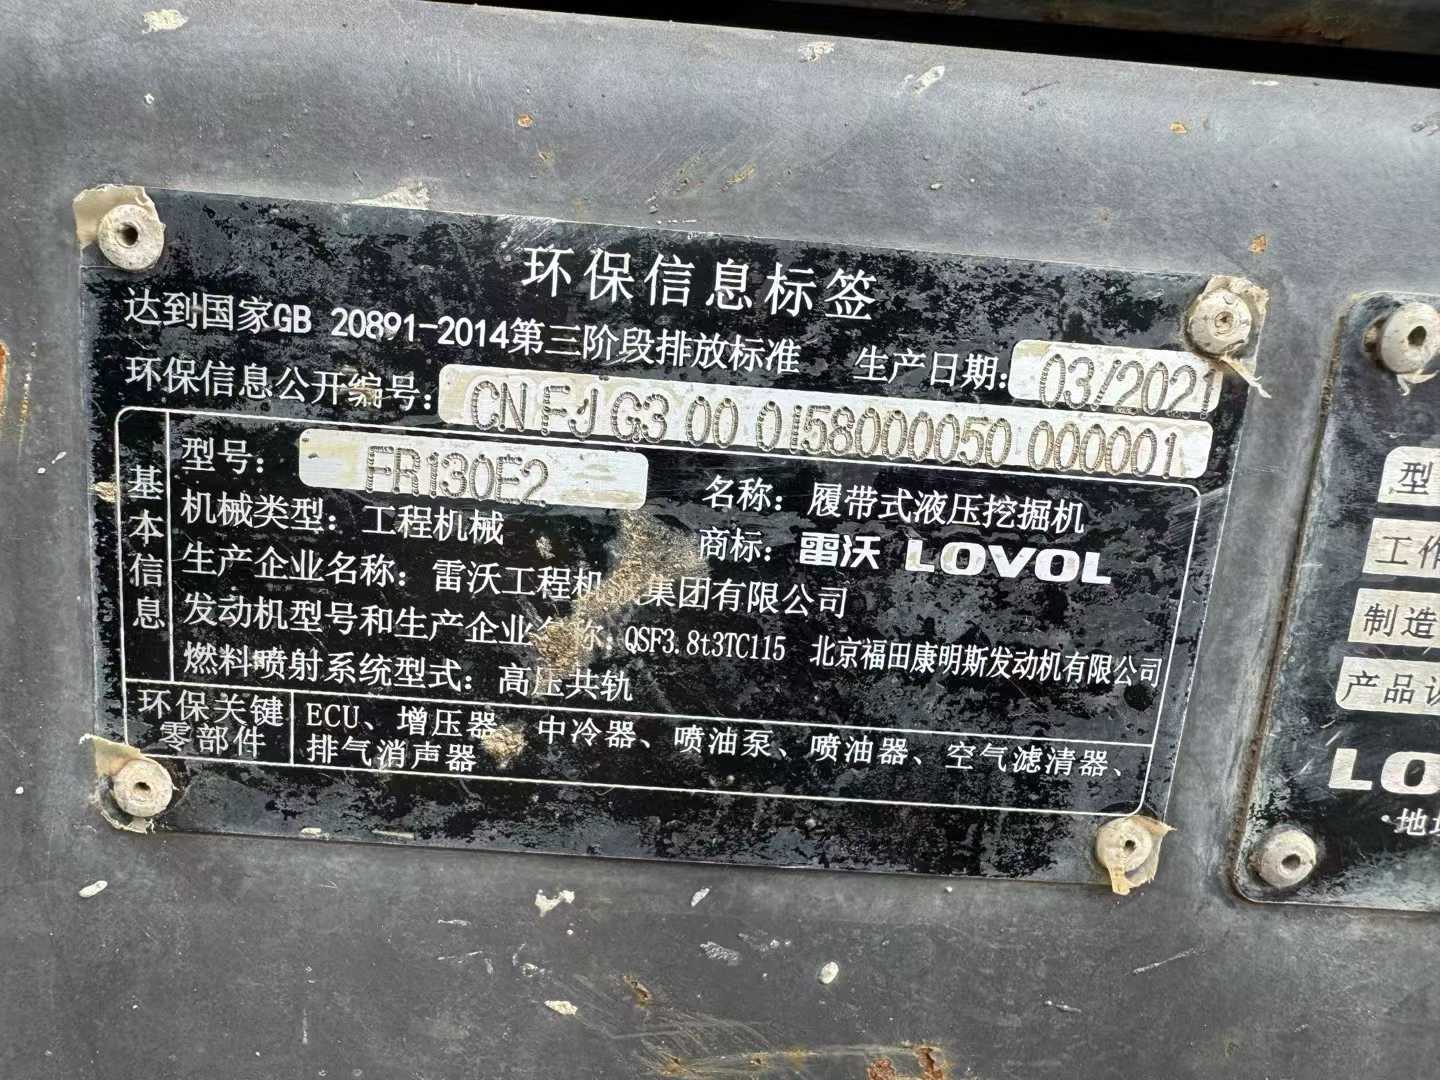 环保信息标签
达到国家GB 20891-2014第三阶段排放标准 生产日期: 03/2021
环保信息公开编号: CN FJ G3 00 0158000050 000001
基本信息
型号: FR130E2 名称: 履带式液压挖掘机
机械类型: 工程机械 商标: 雷沃 LOVOL
生产企业名称: 雷沃工程机械集团有限公司
发动机型号和生产企业名称: QSF3.8t3TC115 北京福田康明斯发动机有限公司
燃料喷射系统型式: 高压共轨
环保关键零部件
ECU、增压器、中冷器、喷油泵、喷油器、空气滤清器、
排气消声器
型
工作
制造
产品
LO
地